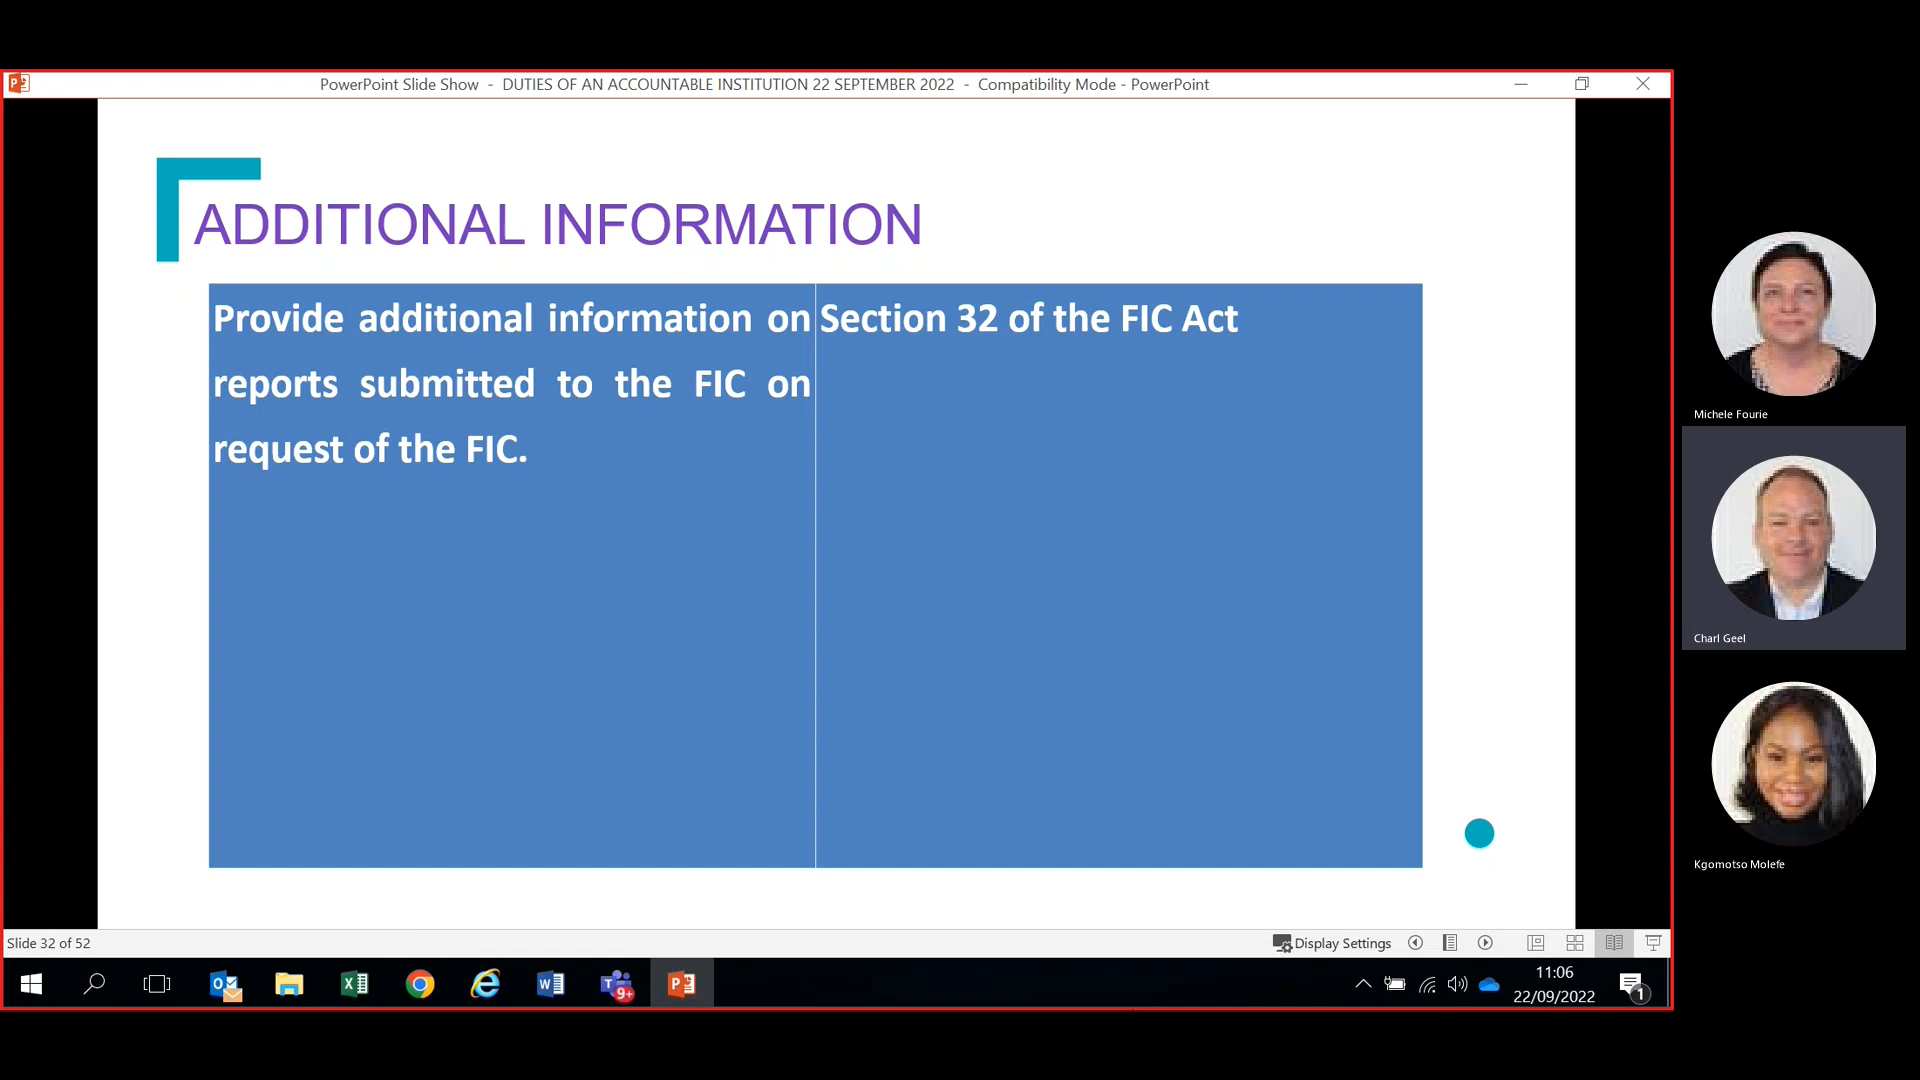 PowerPoint Slide Show - DUTIES OF AN ACCOUNTABLE INSTITUTION 22 SEPTEMBER 2022 - Compatibility Mode - PowerPoint
ADDITIONAL INFORMATION
Provide additional information on
reports submitted to the FIC on
request of the FIC.
Section 32 of the FIC Act
Michele Fourie
Charl Geel
Kgomotso Molefe
Slide 32 of 52
Display Settings
9+
11:06
22/09/2022
1